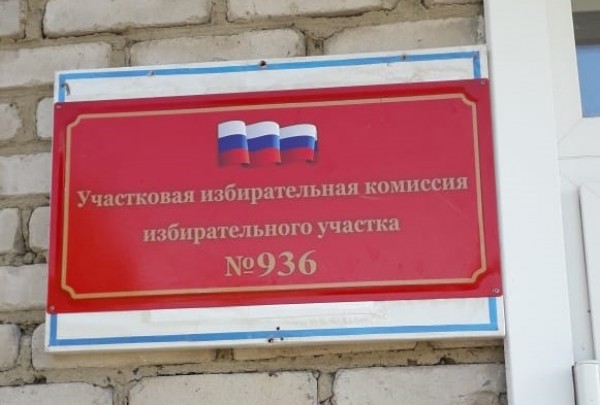 Участковая избирательная комиссия
избирательного участка
№936